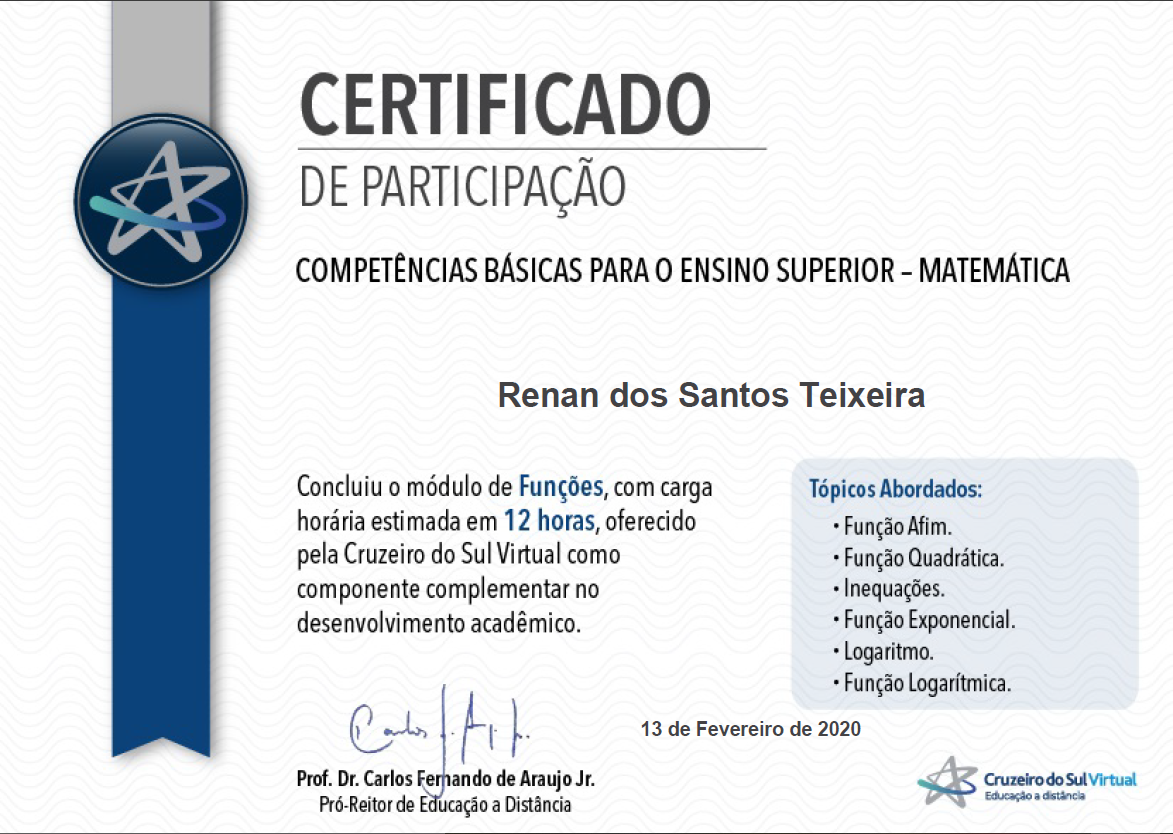 CERTIFICADO
DE PARTICIPAÇÃO
COMPETÊNCIAS BÁSICAS PARA O ENSINO SUPERIOR – MATEMÁTICA
Renan dos Santos Teixeira
Concluiu o módulo de Funções, com carga
horária estimada em 12 horas, oferecido
pela Cruzeiro do Sul Virtual como
componente complementar no
desenvolvimento acadêmico.
Tópicos Abordados:
• Função Afim.
• Função Quadrática.
• Inequações.
• Função Exponencial.
• Logaritmo.
• Função Logarítmica.
Carlos F. A. Jr.
13 de Fevereiro de 2020
Prof. Dr. Carlos Fernando de Araujo Jr.
Pró-Reitor de Educação a Distância
Cruzeiro do Sul Virtual
Educação a distância